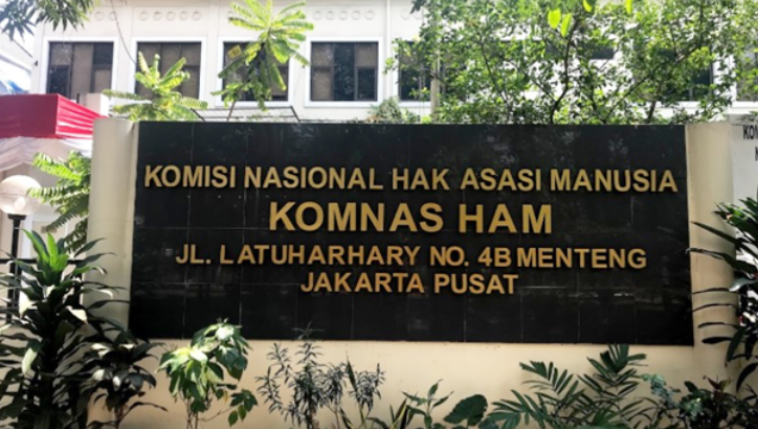 KOMISI NASIONAL HAK ASASI MANUSIA
KOMNAS HAM
JL. LATUHARHARY NO. 4B MENTENG
JAKARTA PUSAT